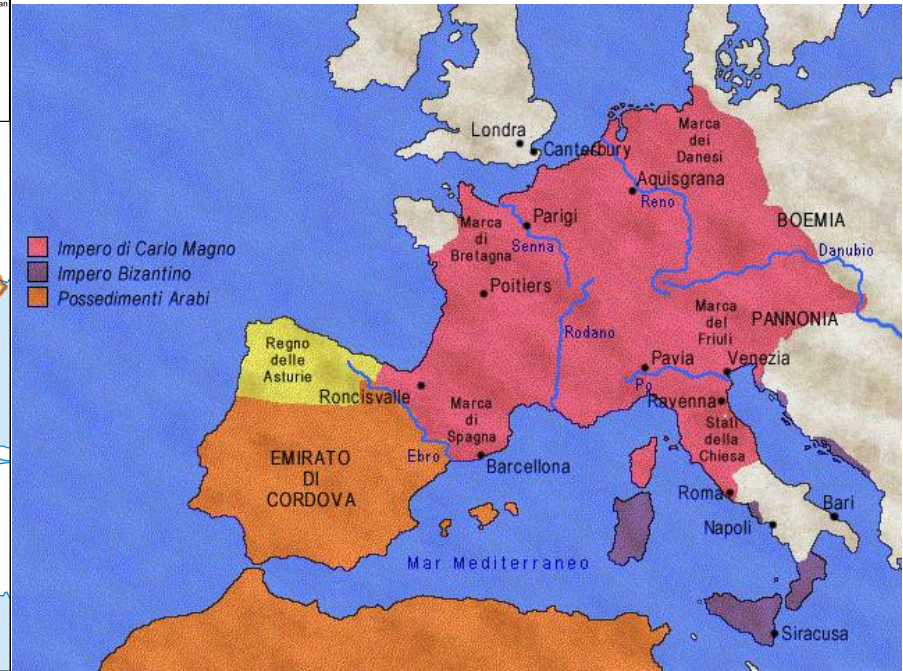 an
Londra
Canterbury
Marca
dei
Danesi
Aquisgrana
Reno
BOEMIA
Danubio
Parigi
Senna
Marca
di
Bretagna
Impero di Carlo Magno
Impero Bizantino
Possedimenti Arabi
Poitiers
Rodano
Marca
del
Friuli
PANNONIA
Regno
delle
Asturie
Pavia
Venezia
Po
Ravenna
Roncisvalle
Marca
di
Spagna
Stati
della
Chiesa
Ebro
Barcellona
EMIRATO
DI
CORDOVA
Roma
Bari
Napoli
Mar Mediterraneo
Siracusa